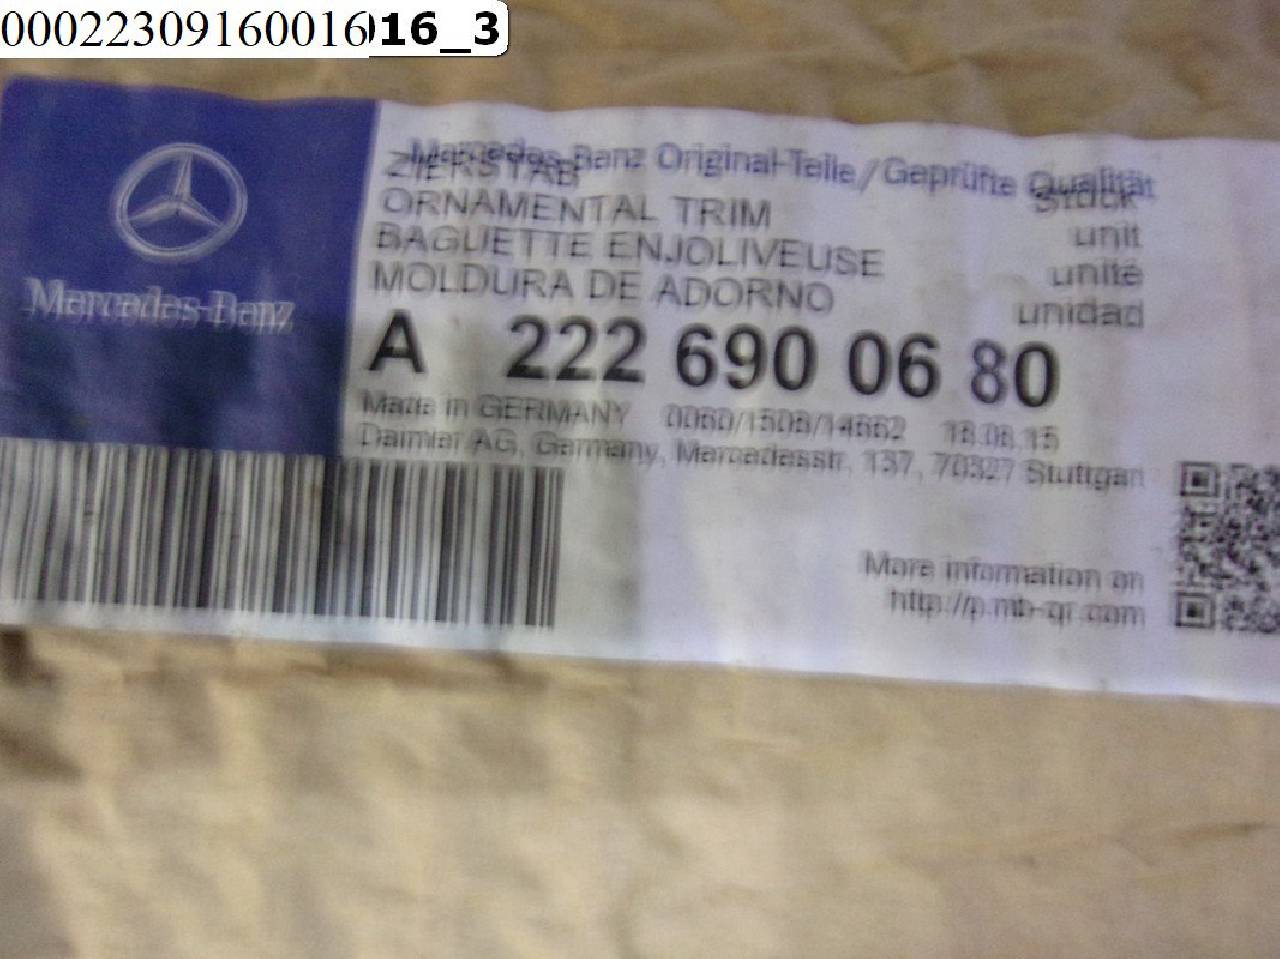 00022309160016016_3
Mercedes-Benz
Mercedes-Benz Original-Teile/Geprüfte Qualität
ZIERSTAB Stück
ORNAMENTAL TRIM unit
BAGUETTE ENJOLIVEUSE unité
MOLDURA DE ADORNO unidad
A 222 690 06 80
Made in GERMANY 0060/1508/14662 18.08.15
Daimler AG, Germany, Mercedesstr. 137, 70327 Stuttgart
More information on
http://p.mb-qr.com